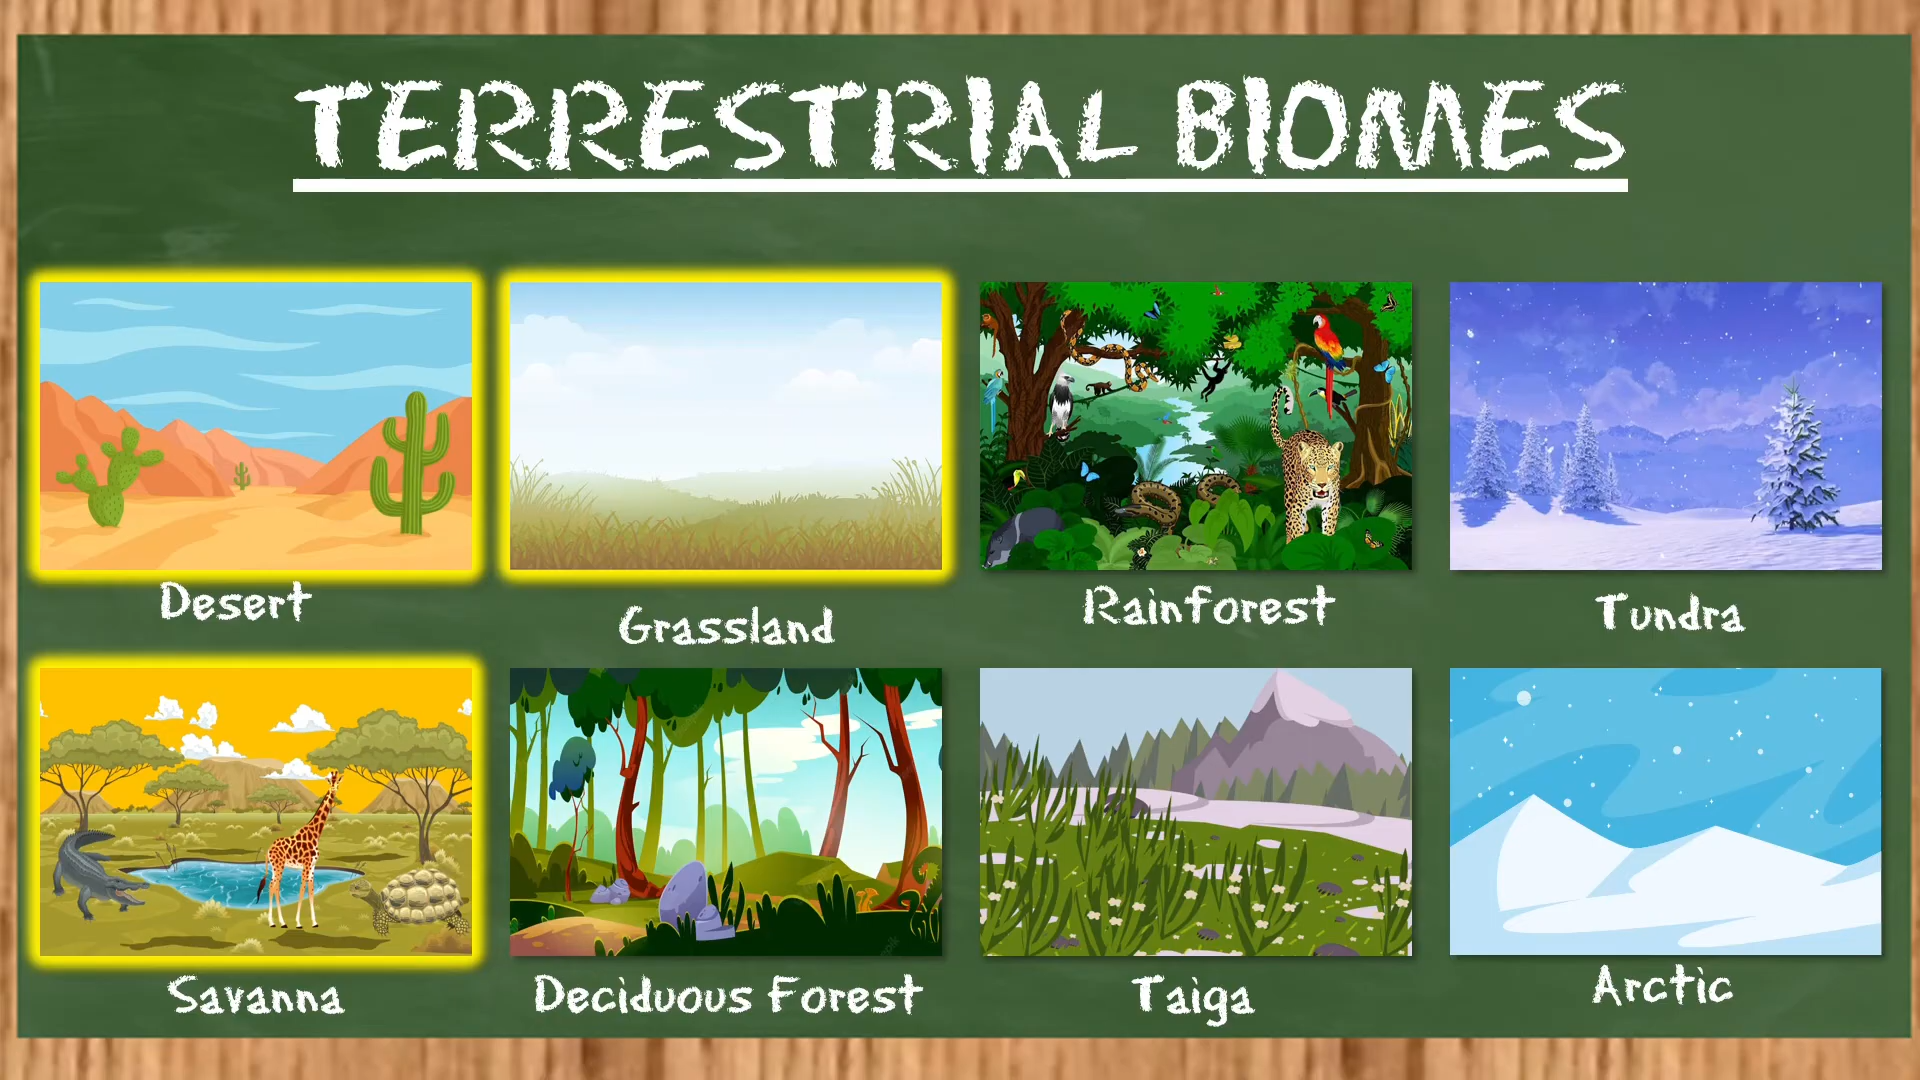 TERRESTRIAL BIOMES
Desert
Grassland
Rainforest
Tundra
Savanna
Deciduous Forest
Taiga
Arctic